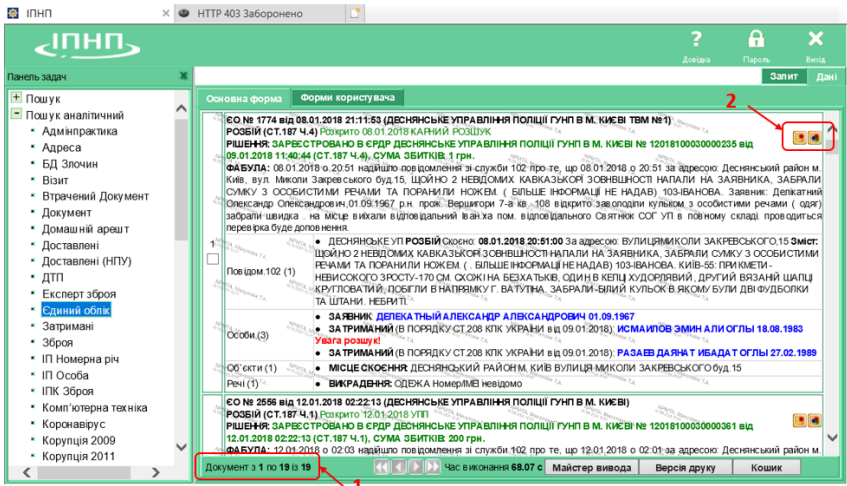 ІПНП
HTTP 403 Заборонено
ІПНП
Довідка
Пароль
Вихід
Панель задач
Запит
Дані
Пошук
Пошук аналітичний
Адмінпрактика
Адреса
БД Злочин
Візит
Втрачений Документ
Документ
Домашній арешт
Доставлені
Доставлені (НПУ)
ДТП
Експерт зброя
Єдиний облік
Затримані
Зброя
ІП Номерна річ
ІП Особа
ІПК Зброя
Комп'ютерна техніка
Коронавірус
Корупція 2009
Корупція 2011
Основна форма
Форми користувача
2
ЄО № 1774 від 08.01.2018 21:11:53 (ДЕСНЯНСЬКЕ УПРАВЛІННЯ ПОЛІЦІЇ ГУНП В М. КИЄВІ ТВМ №1)
РОЗБІЙ (СТ.187 Ч.4) Розкрито 08.01.2018 КАРНИЙ РОЗШУК
РІШЕННЯ: ЗАРЕЄСТРОВАНО В ЄРДР ДЕСНЯНСЬКЕ УПРАВЛІННЯ ПОЛІЦІЇ ГУНП В М. КИЄВІ № 12018100030000235 від
09.01.2018 11:40:44 (СТ.187 Ч.4), СУМА ЗБИТКІВ: 1 грн.
ФАБУЛА: 08.01.2018 о 20:51 надійшло повідомлення зі служби 102 про те, що 08.01.2018 о 20:51 за адресою: Деснянський район м.
Київ, вул. Миколи Закревського буд.15, ЩОЙНО 2 НЕВІДОМИХ КАВКАЗЬКОЇ ЗОВНІШНОСТІ НАПАЛИ НА ЗАЯВНИКА, ЗАБРАЛИ
СУМКУ З ОСОБИСТИМИ РЕЧАМИ ТА ПОРАНИЛИ НОЖЕМ. ( БІЛЬШЕ ІНФОРМАЦІЇ НЕ НАДАВ) 103-ІВАНОВА. Заявник: Делікатний
Олександр Олександрович,01.09.1967 р.н. прож. Вершигори 7-а кв. 108 відкрито заволоділи кульком з особистими речами ( одяг)
забрали швидка . на місце виїхали відповідальний Іванха пом. відповідального Святнюк СОГ УП в повному складі проводиться
перевірка буде доповнення.
1
Повідом.102 (1)
ДЕСНЯНСЬКЕ УП РОЗБІЙ Скоєно: 08.01.2018 20:51:00 За адресою: ВУЛИЦЯМИКОЛИ ЗАКРЕВСЬКОГО,15 Зміст:
ЩОЙНО 2 НЕВІДОМИХ КАВКАЗЬКОЇ ЗОВНІШНОСТІ НАПАЛИ НА ЗАЯВНИКА, ЗАБРАЛИ СУМКУ З ОСОБИСТИМИ
РЕЧАМИ ТА ПОРАНИЛИ НОЖЕМ. ( . БІЛЬШЕ ІНФОРМАЦІЇ НЕ НАДАВ) 103-ІВАНОВА. КИЇВ-55: ПРИКМЕТИ -
НЕВИСОКОГО ЗРОСТУ-170 СМ. СХОЖІ НА БЕЗХАТЬКІВ, ОДИН В КЕПЦІ ХУДОРЛЯВИЙ , ДРУГИЙ ВЯЗАНІЙ ШАПЦІ
КРУГЛОВАТИЙ, ПОБІГЛИ В НАПРЯМКУ Г. ВАТУТІНА, ЗАБРАЛИ-БІЛИЙ КУЛЬОК В ЯКОМУ БУЛИ ДВІ ФУДБОЛКИ
ТА ШТАНИ. НЕБРИТІ.
Особи.(3)
ЗАЯВНИК: ДЕЛЕКАТНЫЙ АЛЕКСАНДР АЛЕКСАНДРОВИЧ 01.09.1967
ЗАТРИМАНИЙ (В ПОРЯДКУ СТ.208 КПК УКРАЇНИ від 09.01.2018): ИСМАИЛОВ ЭМИН АЛИ ОГЛЫ 18.08.1983
Увага розшук!
ЗАТРИМАНИЙ (В ПОРЯДКУ СТ.208 КПК УКРАЇНИ від 09.01.2018): РАЗАЕВ ДАЯНАТ ИБАДАТ ОГЛЫ 27.02.1989
Об`єкти (1)
МІСЦЕ СКОЄННЯ: ДЕСНЯНСЬКИЙ РАЙОН М. КИЇВ ВУЛИЦЯ МИКОЛИ ЗАКРЕВСЬКОГО буд.15
Речі (1)
ВИКРАДЕННЯ: ОДЕЖА Номер/IMEI невідомо
ЄО № 2556 від 12.01.2018 02:22:13 (ДЕСНЯНСЬКЕ УПРАВЛІННЯ ПОЛІЦІЇ ГУНП В М. КИЄВІ)
РОЗБІЙ (СТ.187 Ч.1) Розкрито 12.01.2018 УПП
РІШЕННЯ: ЗАРЕЄСТРОВАНО В ЄРДР ДЕСНЯНСЬКЕ УПРАВЛІННЯ ПОЛІЦІЇ ГУНП В М. КИЄВІ № 12018100030000361 від
12.01.2018 02:22:13 (СТ.187 Ч.1), СУМА ЗБИТКІВ: 200 грн.
ФАБУЛА: 12.01.2018 о 02:03 надійшло повідомлення зі служби 102 про те, що 12.01.2018 о 02:01 за адресою: Деснянський район м.
Документ з 1 по 19 із 19
Час виконання 68.07 с
Майстер вивода
Версія друку
Кошик
1